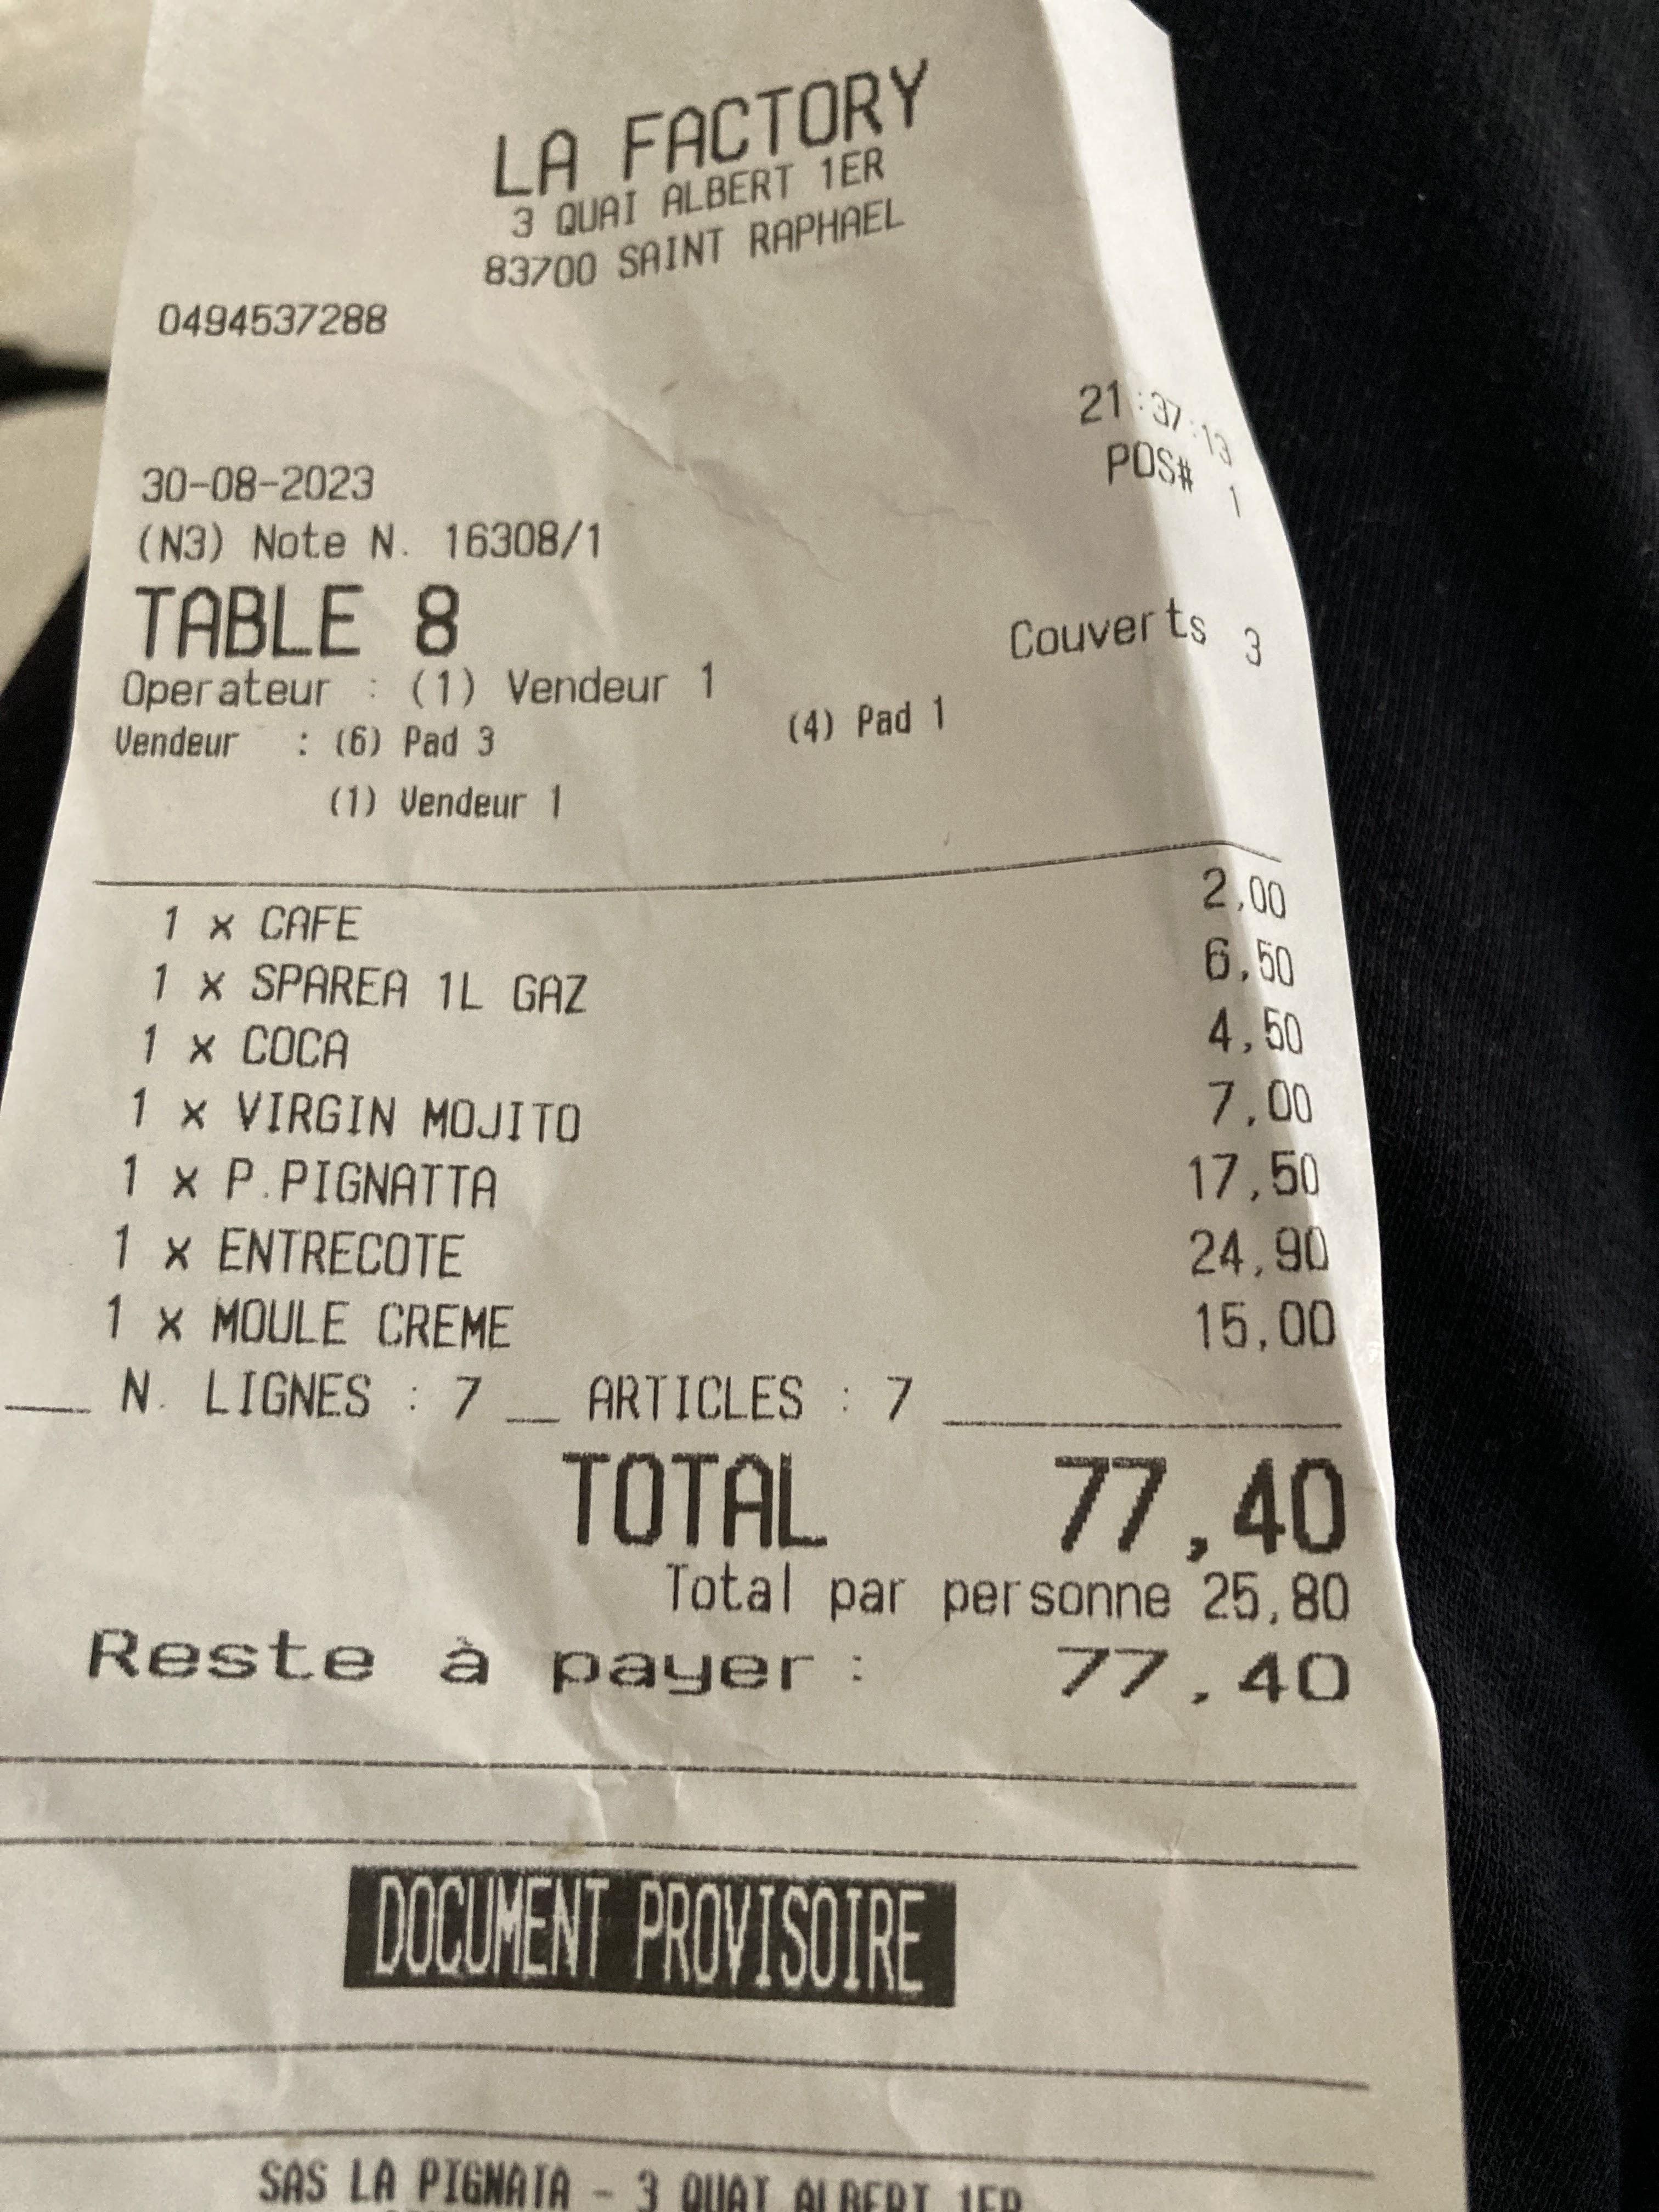 LA FACTORY
3 QUAI ALBERT 1ER
83700 SAINT RAPHAEL
0494537288
30-08-2023 21:37:13
(N3) Note N. 16308/1 POS# 1
TABLE 8 Couverts 3
Operateur : (1) Vendeur 1
Vendeur : (6) Pad 3 (4) Pad 1
(1) Vendeur 1
1 x CAFE 2,00
1 x SPAREA 1L GAZ 6,50
1 x COCA 4,50
1 x VIRGIN MOJITO 7,00
1 x P.PIGNATTA 17,50
1 x ENTRECOTE 24,90
1 x MOULE CREME 15,00
N. LIGNES : 7 ARTICLES : 7
TOTAL 77,40
Total par personne 25,80
Reste à payer : 77,40
DOCUMENT PROVISOIRE
SAS LA PIGNATA - 3 QUAI ALBERT 1ER